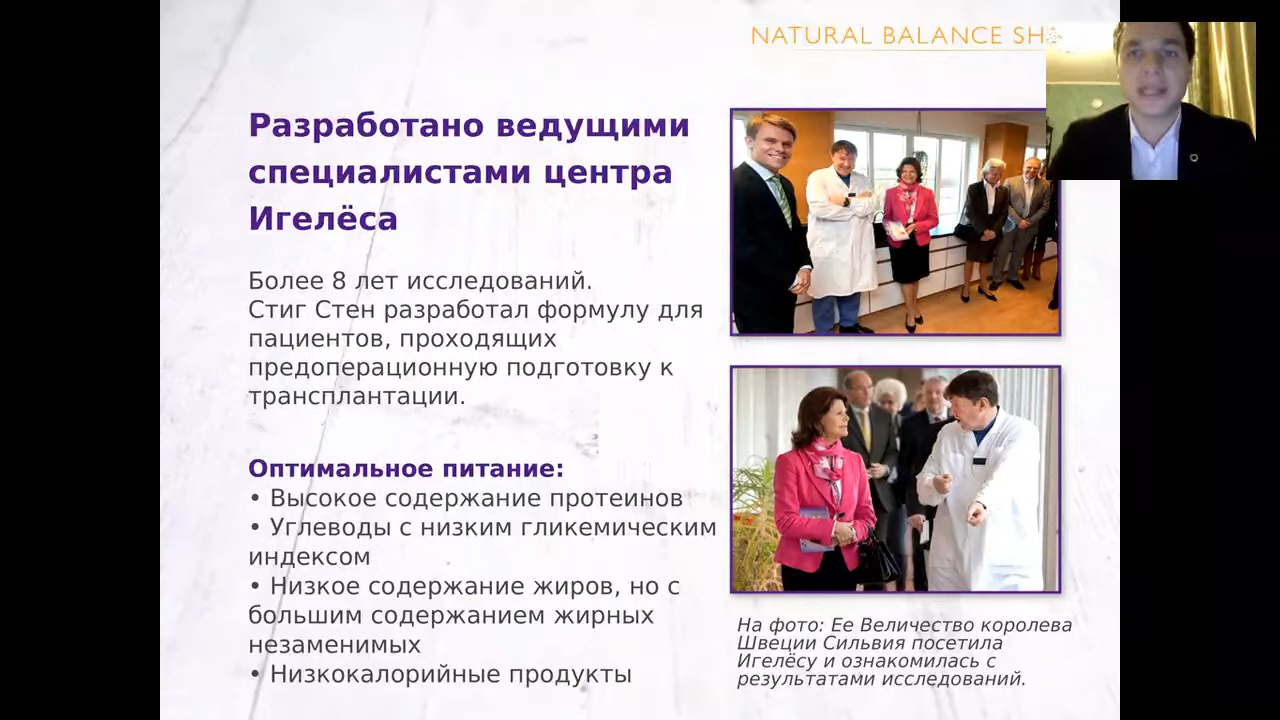 NATURAL BALANCE
Разработано ведущими
специалистами центра
Игелёса
Более 8 лет исследований.
Стиг Стен разработал формулу для
пациентов, проходящих
предоперационную подготовку к
трансплантации.
Оптимальное питание:
• Высокое содержание протеинов
• Углеводы с низким гликемическим
индексом
• Низкое содержание жиров, но с
большим содержанием жирных
незаменимых
• Низкокалорийные продукты
На фото: Ее Величество королева
Швеции Сильвия посетила
Игелёсу и ознакомилась с
результатами исследований.